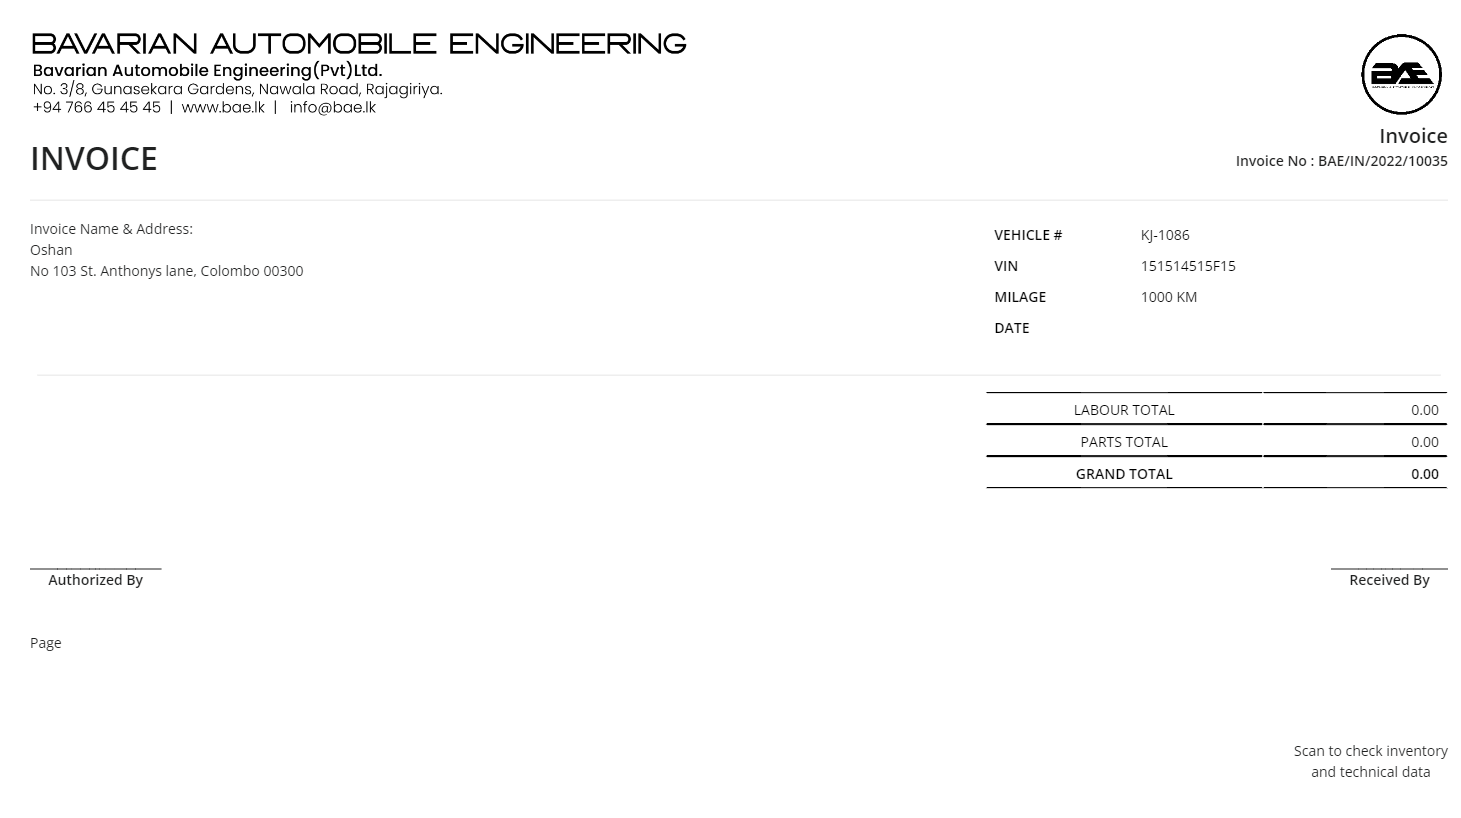 BAVARIAN AUTOMOBILE ENGINEERING
Bavarian Automobile Engineering(Pvt)Ltd.
No. 3/8, Gunasekara Gardens, Nawala Road, Rajagiriya.
+94 766 45 45 45 | www.bae.lk | info@bae.lk
BAE
INVOICE
Invoice
Invoice No : BAE/IN/2022/10035
Invoice Name & Address:
Oshan
No 103 St. Anthonys lane, Colombo 00300
VEHICLE # KJ-1086
VIN 151514515F15
MILAGE 1000 KM
DATE
LABOUR TOTAL 0.00
PARTS TOTAL 0.00
GRAND TOTAL 0.00
Authorized By
Received By
Page
Scan to check inventory
and technical data